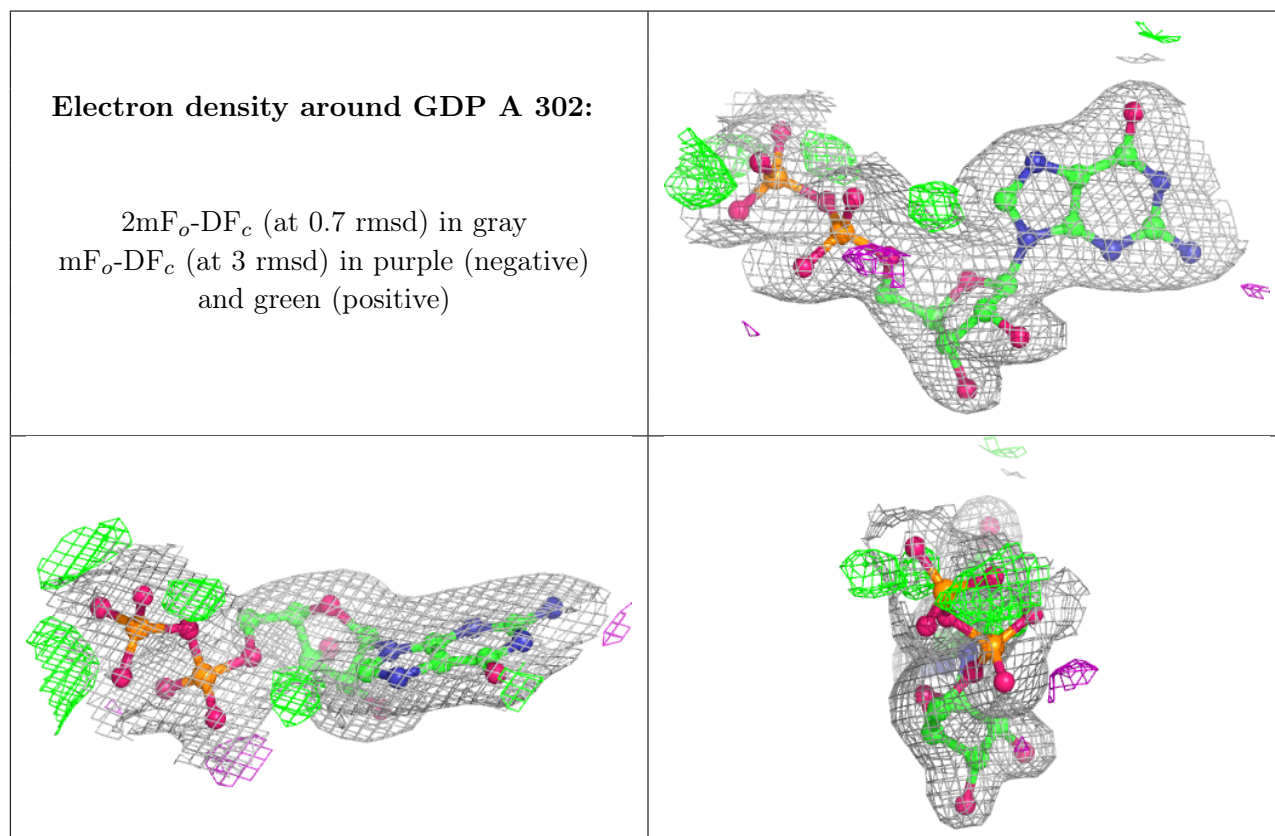 Electron density around GDP A 302:
2mFo-DFc (at 0.7 rmsd) in gray
mFo-DFc (at 3 rmsd) in purple (negative)
and green (positive)